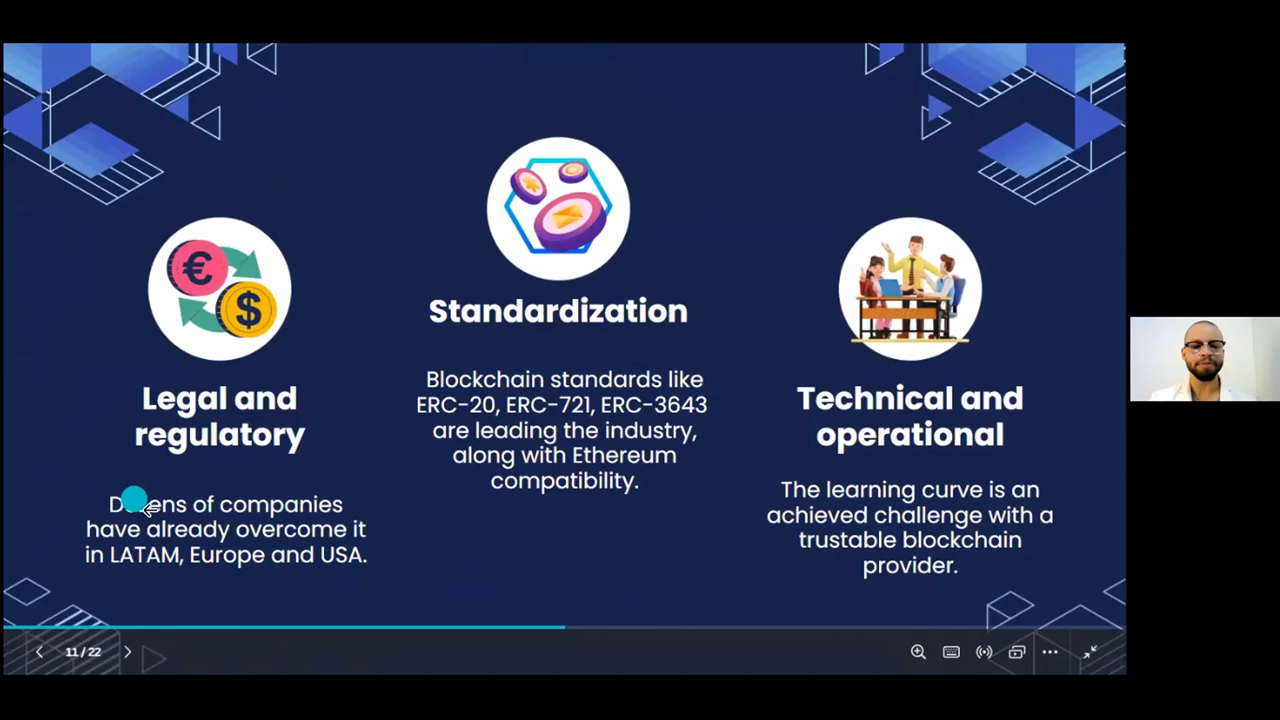 Legal and
regulatory
of companies
have already overcome it
in LATAM, Europe and USA.
Standardization
Blockchain standards like
ERC-20, ERC-721, ERC-3643
are leading the industry,
along with Ethereum
compatibility.
Technical and
operational
The learning curve is an
achieved challenge with a
trustable blockchain
provider.
11 / 22